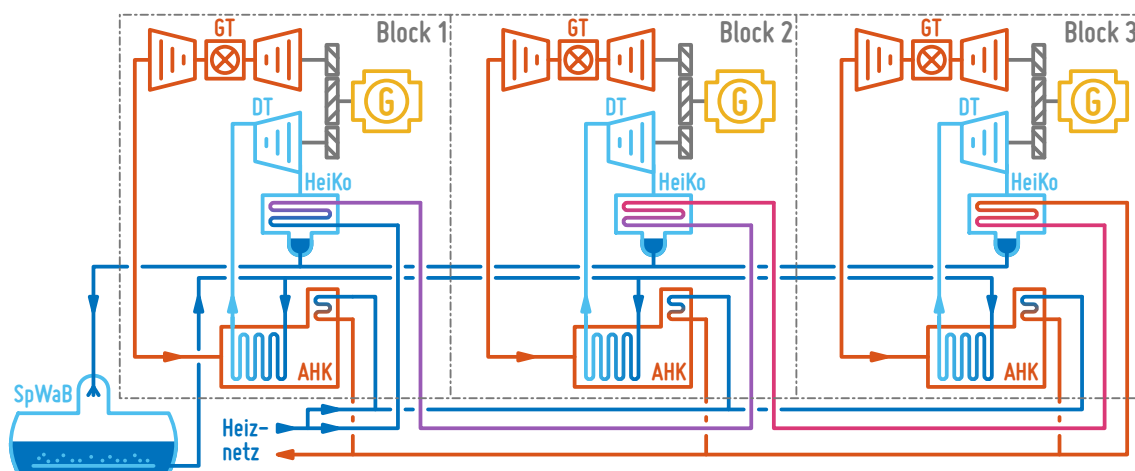 GT
Block 1
GT
Block 2
GT
Block 3
G
G
G
DT
DT
DT
HeiKo
HeiKo
HeiKo
AHK
AHK
AHK
SpWaB
Heiz-
netz